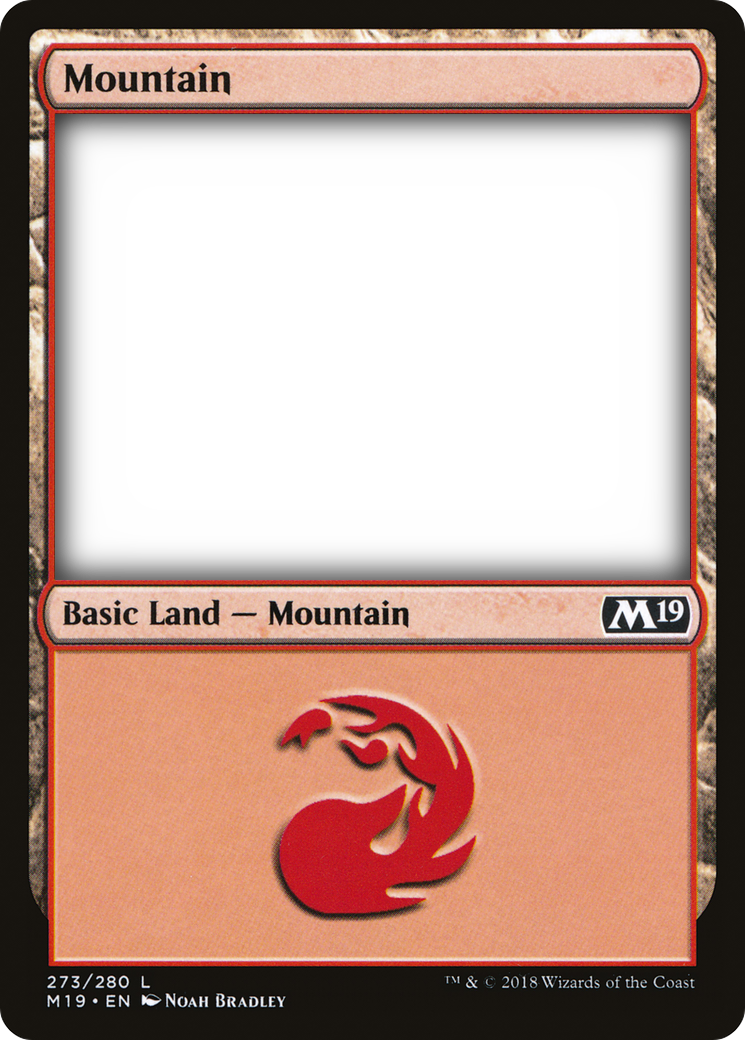 Mountain
Basic Land — Mountain
M19
273/280 L
M19 • EN Noah Bradley
™ & © 2018 Wizards of the Coast